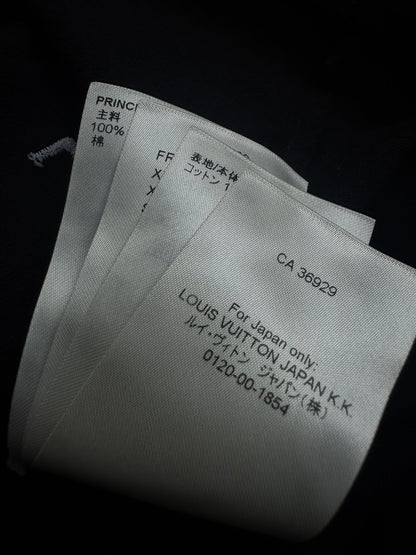 PRINC
主料
100%
棉
FR
X
X
S
表地/本体
コットン 1
CA 36929
For Japan only:
LOUIS VUITTON JAPAN K.K.
ルイ・ヴィトン ジャパン(株)
0120-00-1854